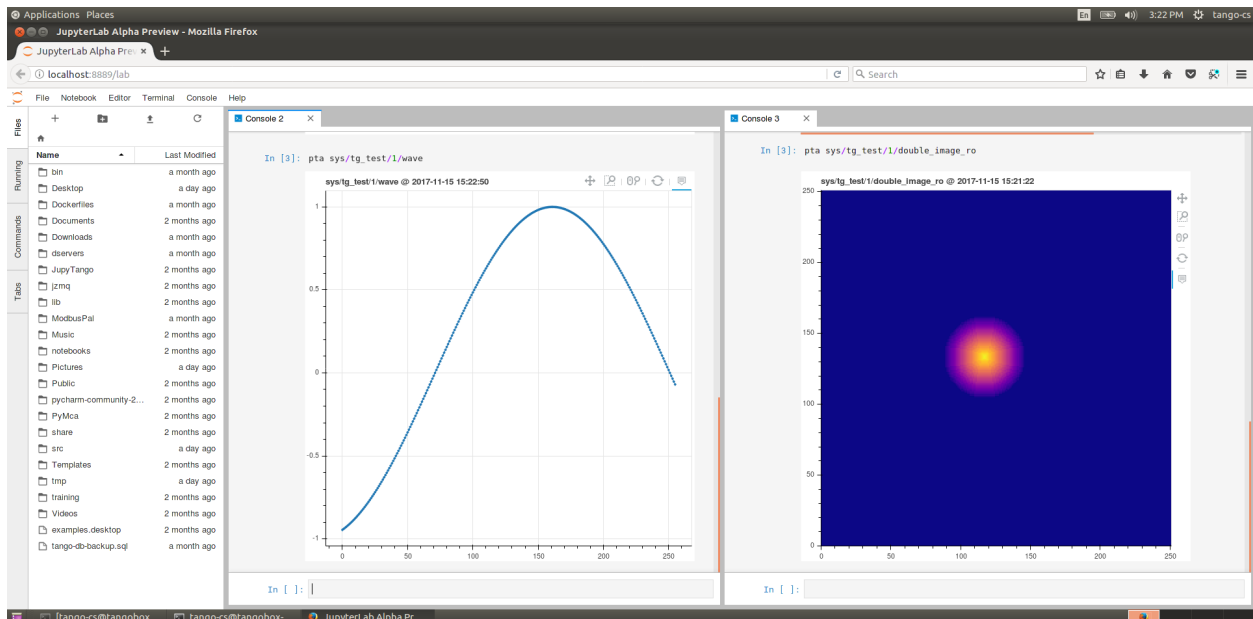 Applications Places
En 3:22 PM tango-cs
JupyterLab Alpha Preview - Mozilla Firefox
JupyterLab Alpha Prev
localhost:8889/lab
Search
File Notebook Editor Terminal Console Help
Files
Running
Commands
Tabs
Name Last Modified
bin a month ago
Desktop a day ago
Dockerfiles a month ago
Documents 2 months ago
Downloads a month ago
dservers a month ago
JupyTango 2 months ago
jzmq 2 months ago
lib 2 months ago
ModbusPal a month ago
Music 2 months ago
notebooks 2 months ago
Pictures a day ago
Public 2 months ago
pycharm-community-2... 2 months ago
PyMca 2 months ago
share 2 months ago
src a day ago
Templates 2 months ago
tmp a day ago
training 2 months ago
Videos 2 months ago
examples.desktop 2 months ago
tango-db-backup.sql a month ago
Console 2
In [3]: pta sys/tg_test/1/wave
sys/tg_test/1/wave @ 2017-11-15 15:22:50
1
0.5
0
-0.5
-1
0 50 100 150 200 250
In [ ]:
Console 3
In [3]: pta sys/tg_test/1/double_image_ro
sys/tg_test/1/double_image_ro @ 2017-11-15 15:21:22
250
200
150
100
50
0
0 50 100 150 200 250
In [ ]:
[tango-cs@tangobox... tango-cs@tangobox- JupyterLab Alpha Pr...